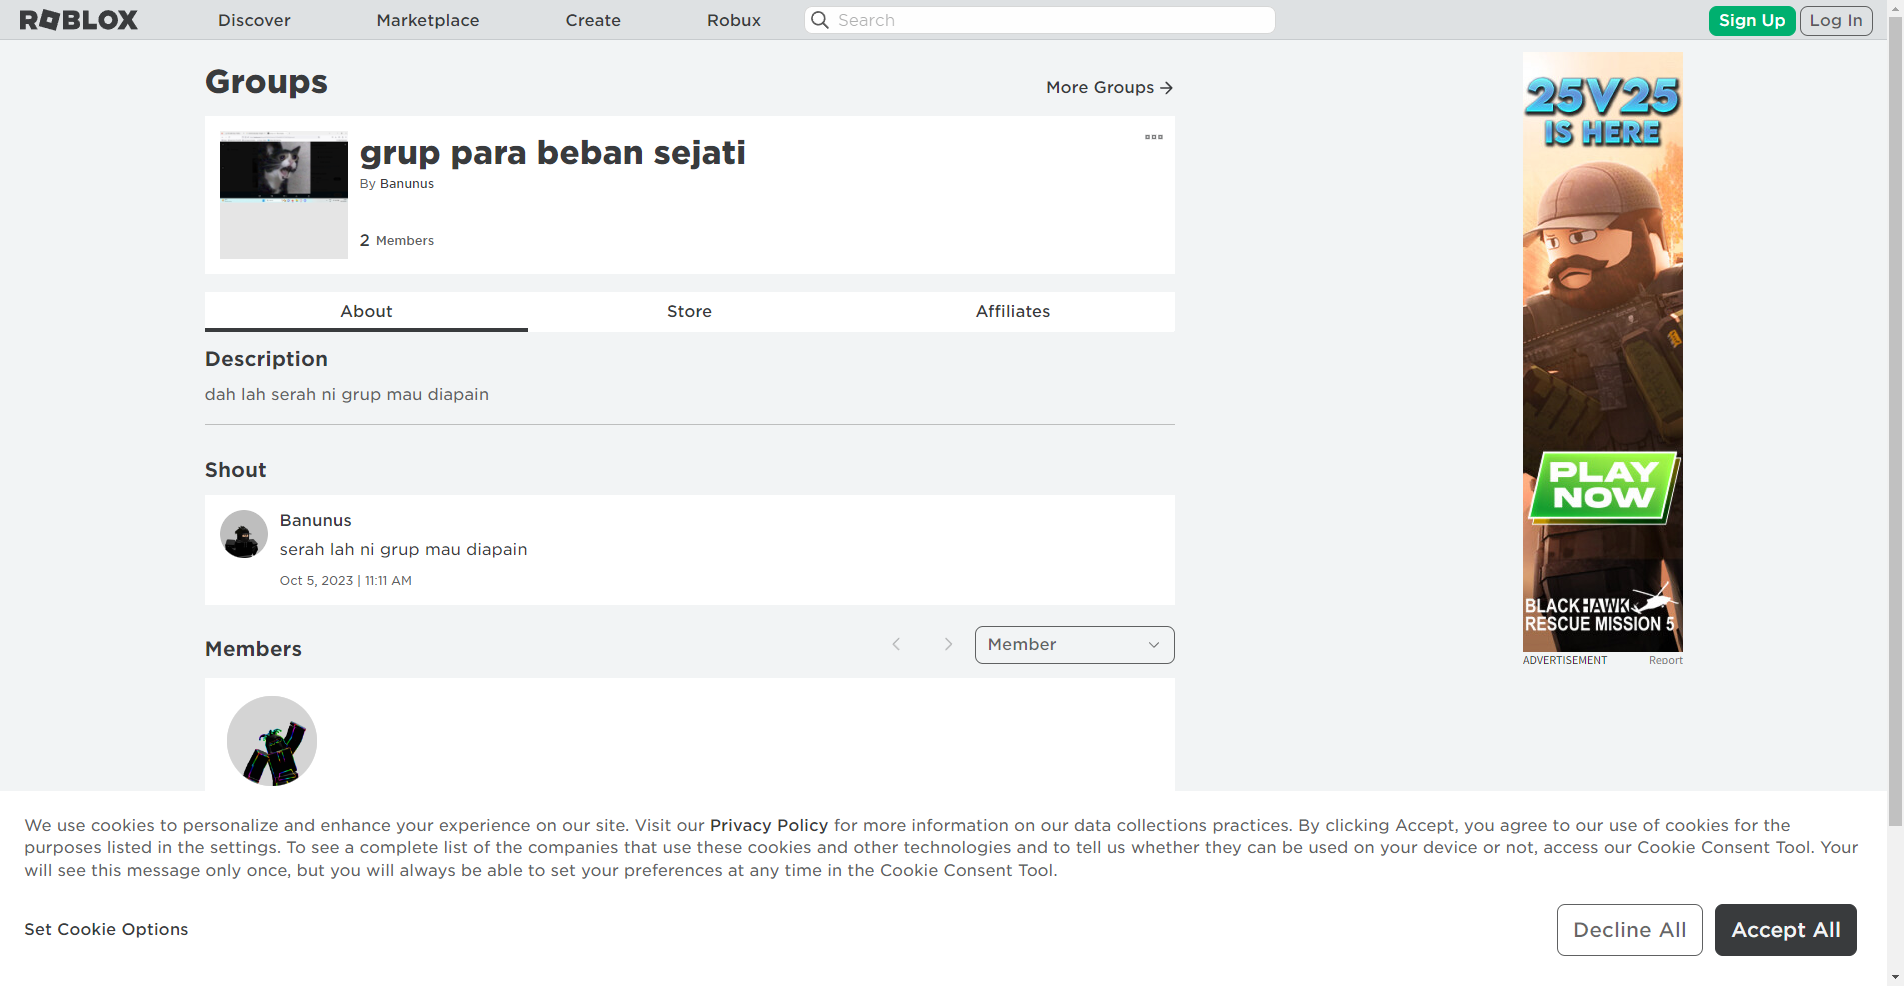 ROBLOX
Discover
Marketplace
Create
Robux
Search
Sign Up
Log In
Groups
More Groups
grup para beban sejati
By Banunus
2 Members
About
Store
Affiliates
Description
dah lah serah ni grup mau diapain
Shout
Banunus
serah lah ni grup mau diapain
Oct 5, 2023 | 11:11 AM
Members
Member
25V25
IS HERE
PLAY
NOW
BLACKHAWK
RESCUE MISSION 5
ADVERTISEMENT
Report
We use cookies to personalize and enhance your experience on our site. Visit our Privacy Policy for more information on our data collections practices. By clicking Accept, you agree to our use of cookies for the
purposes listed in the settings. To see a complete list of the companies that use these cookies and other technologies and to tell us whether they can be used on your device or not, access our Cookie Consent Tool. Your
will see this message only once, but you will always be able to set your preferences at any time in the Cookie Consent Tool.
Set Cookie Options
Decline All
Accept All